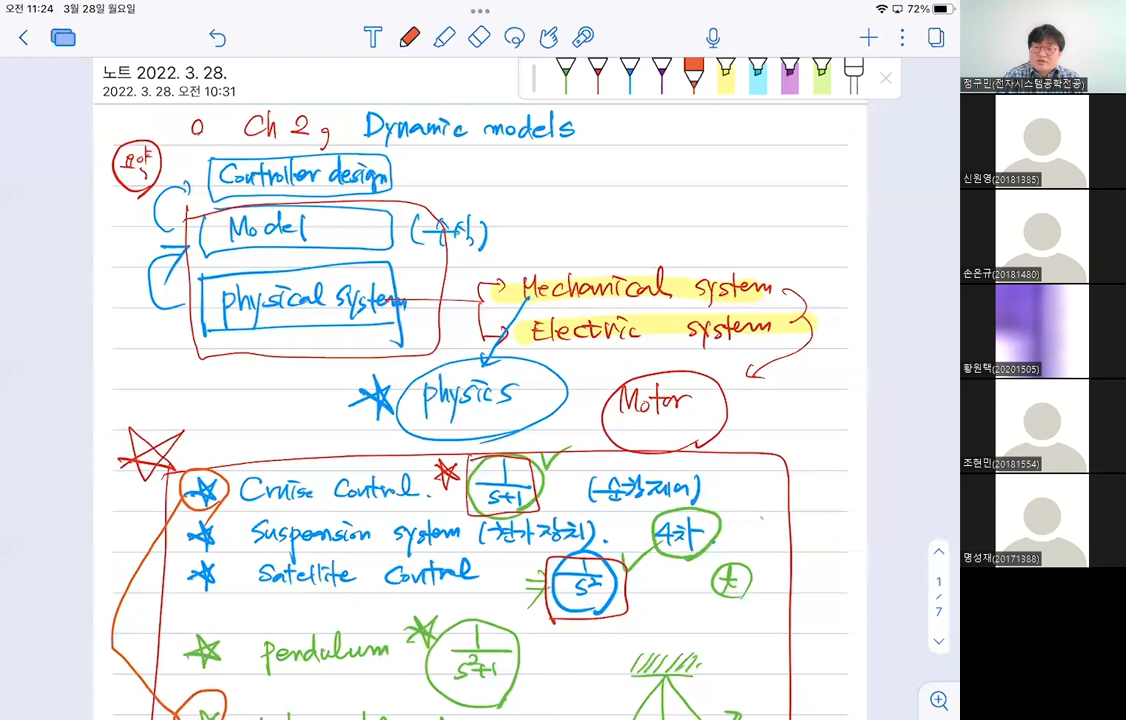 오전 11:24 3월 28일 월요일
72%
노트 2022. 3. 28.
2022. 3. 28. 오전 10:31
O Ch 2, Dynamic models
요약
Controller design
Model (수식)
physical system
Mechanical system
Electric system
physics
Motor
Cruise Control. 1/(s+1) (순항제어)
Suspension system (현가장치). 4차.
Satellite Control ⇒ 1/s² t
pendulum 1/(s²+1)
1
/
7
정구민(전자시스템공학전공)
신원영(20181385)
손은규(20181480)
황원택(20201505)
조현민(20181554)
명성재(20171388)